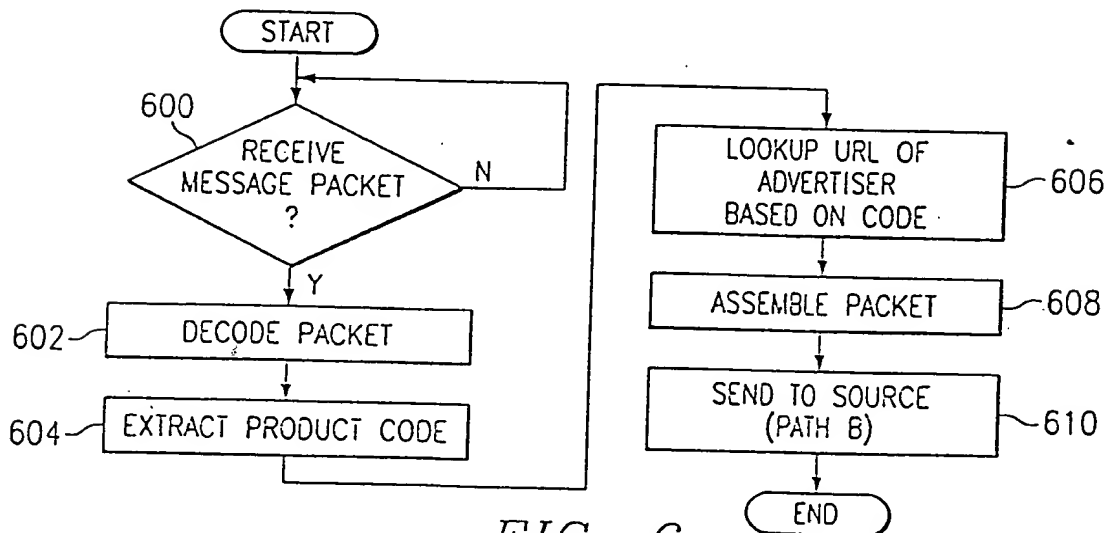 START
600
RECEIVE
MESSAGE PACKET
?
N
Y
602
DECODE PACKET
604
EXTRACT PRODUCT CODE
LOOKUP URL OF
ADVERTISER
BASED ON CODE
606
ASSEMBLE PACKET
608
SEND TO SOURCE
(PATH B)
610
END